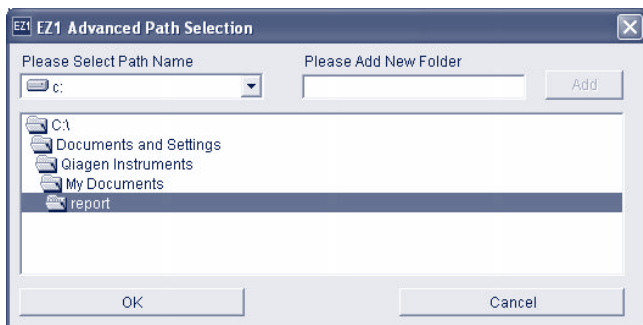 EZ1 EZ1 Advanced Path Selection
Please Select Path Name Please Add New Folder
c: Add
C:\
Documents and Settings
Qiagen Instruments
My Documents
report
OK Cancel